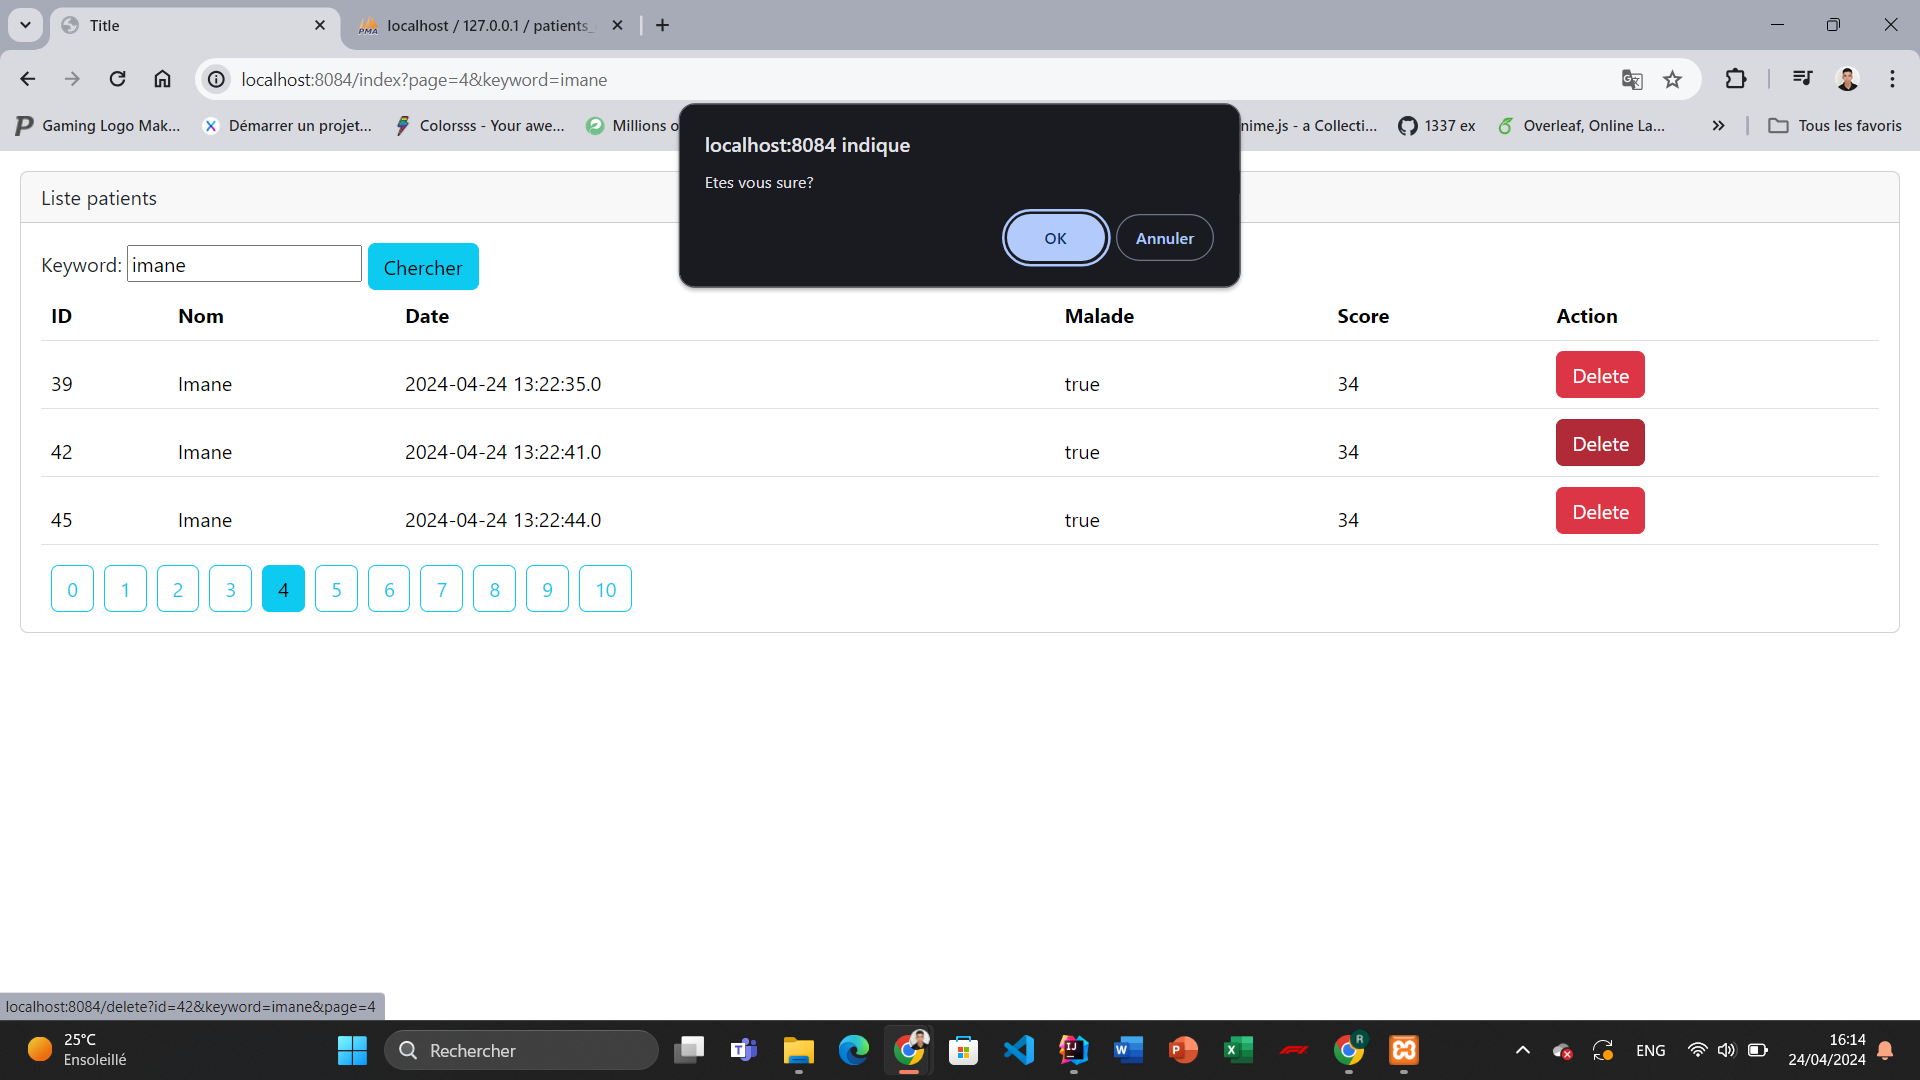 Title
localhost / 127.0.0.1 / patients_
localhost:8084/index?page=4&keyword=imane
Gaming Logo Mak...
Démarrer un projet...
Colorsss - Your awe...
Millions o
nime.js - a Collecti...
1337 ex
Overleaf, Online La...
Tous les favoris
localhost:8084 indique
Etes vous sure?
OK
Annuler
Liste patients
Keyword: imane Chercher
ID Nom Date Malade Score Action
39 Imane 2024-04-24 13:22:35.0 true 34 Delete
42 Imane 2024-04-24 13:22:41.0 true 34 Delete
45 Imane 2024-04-24 13:22:44.0 true 34 Delete
0 1 2 3 4 5 6 7 8 9 10
localhost:8084/delete?id=42&keyword=imane&page=4
25°C
Ensoleillé
Rechercher
ENG
16:14
24/04/2024